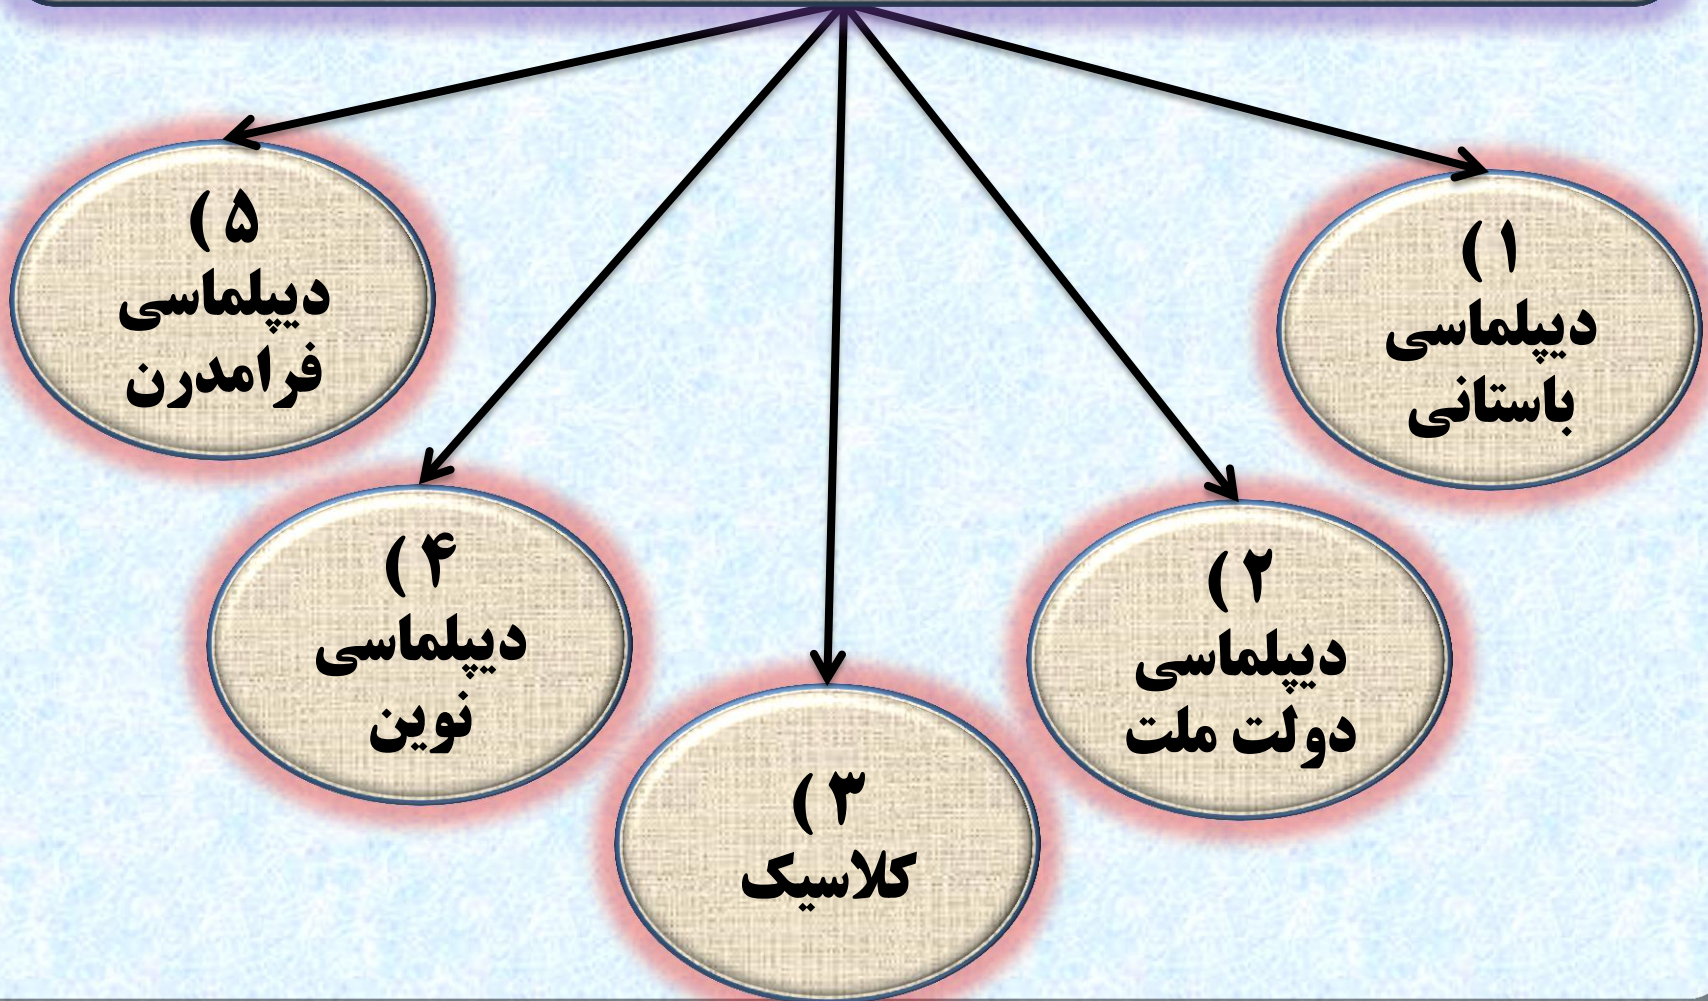 ۱)
دیپلماسی
باستانی
۲)
دیپلماسی
دولت ملت
۳)
کلاسیک
۴)
دیپلماسی
نوین
۵)
دیپلماسی
فرامدرن